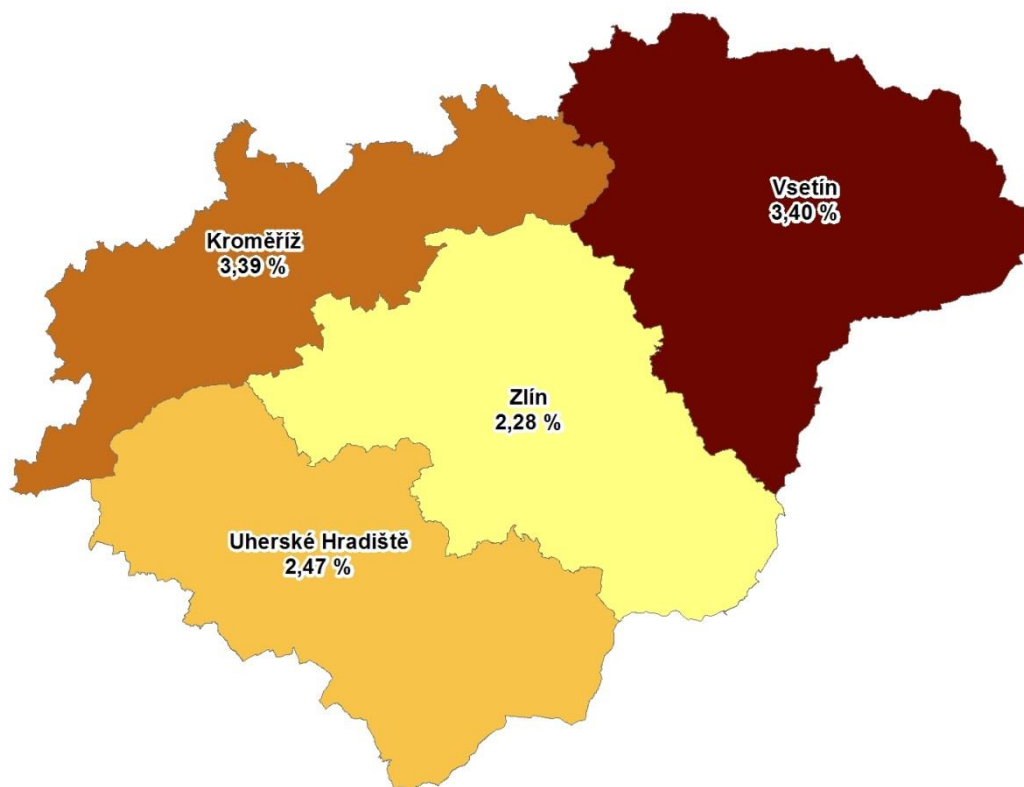 Vsetín
3,40 %
Kroměříž
3,39 %
Zlín
2,28 %
Uherské Hradiště
2,47 %